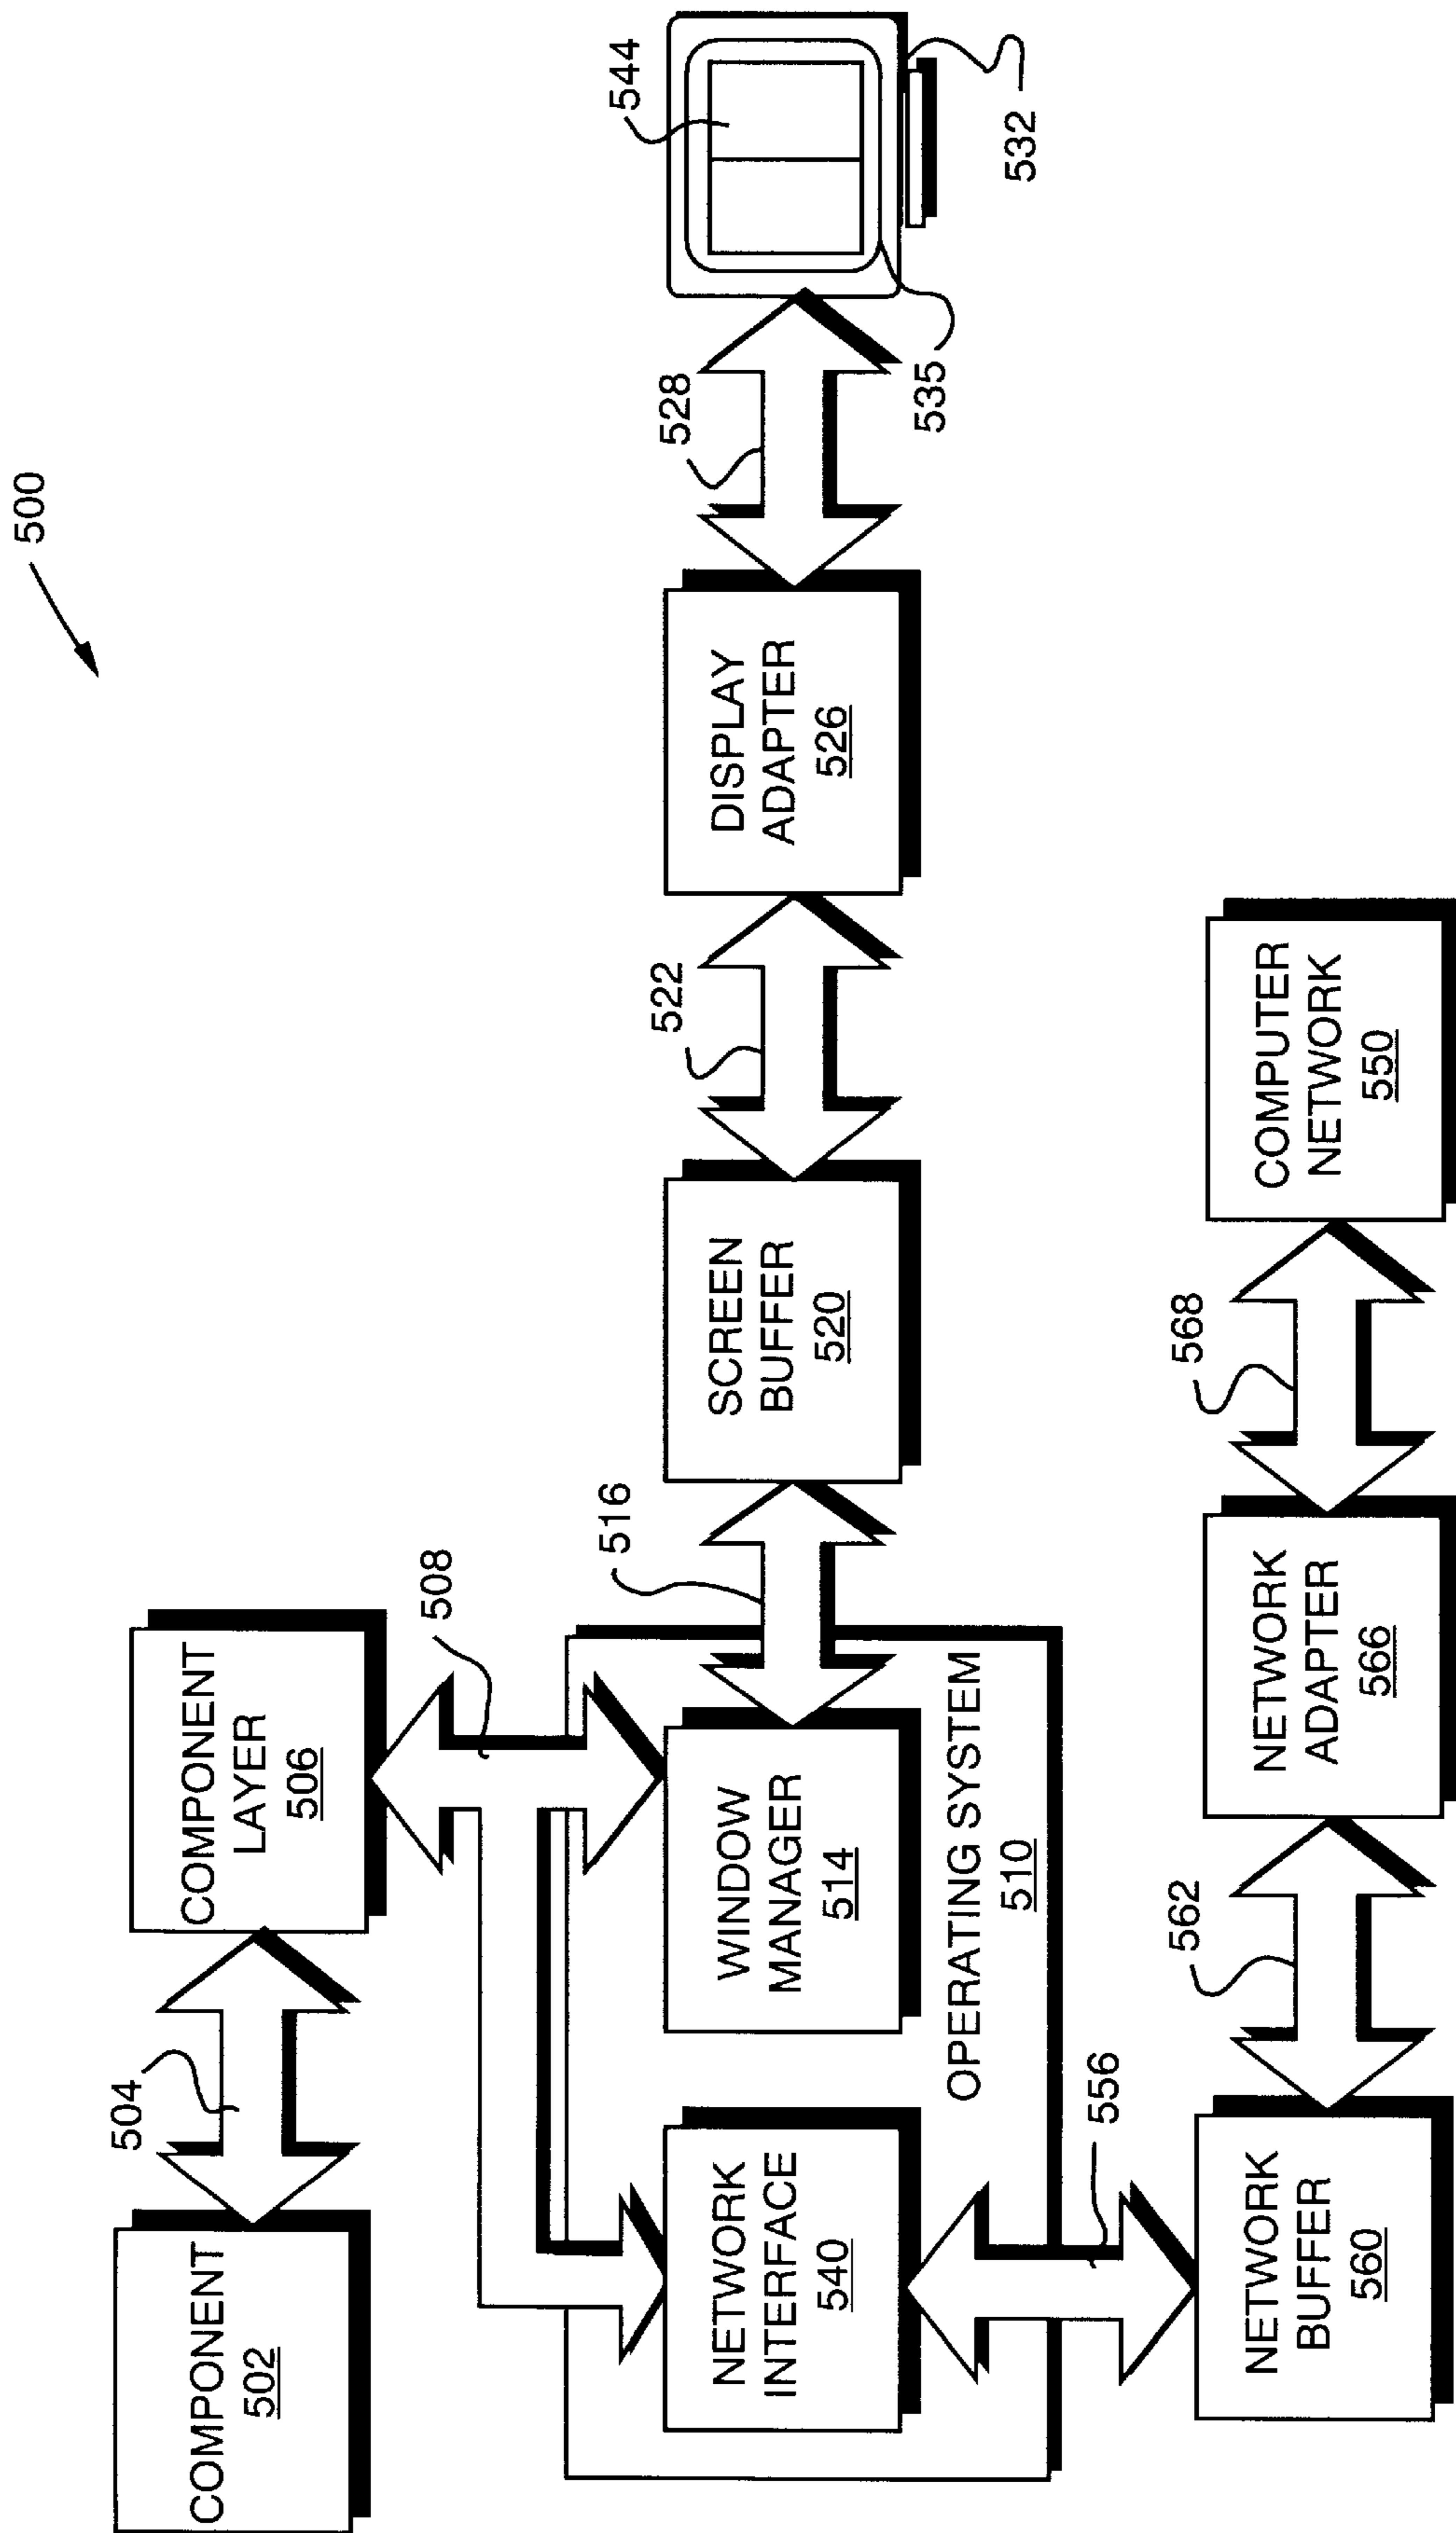 500
COMPONENT
502
504
COMPONENT
LAYER
506
508
NETWORK
INTERFACE
540
WINDOW
MANAGER
514
OPERATING SYSTEM
510
516
SCREEN
BUFFER
520
522
DISPLAY
ADAPTER
526
528
535
544
532
556
NETWORK
BUFFER
560
562
NETWORK
ADAPTER
566
568
COMPUTER
NETWORK
550